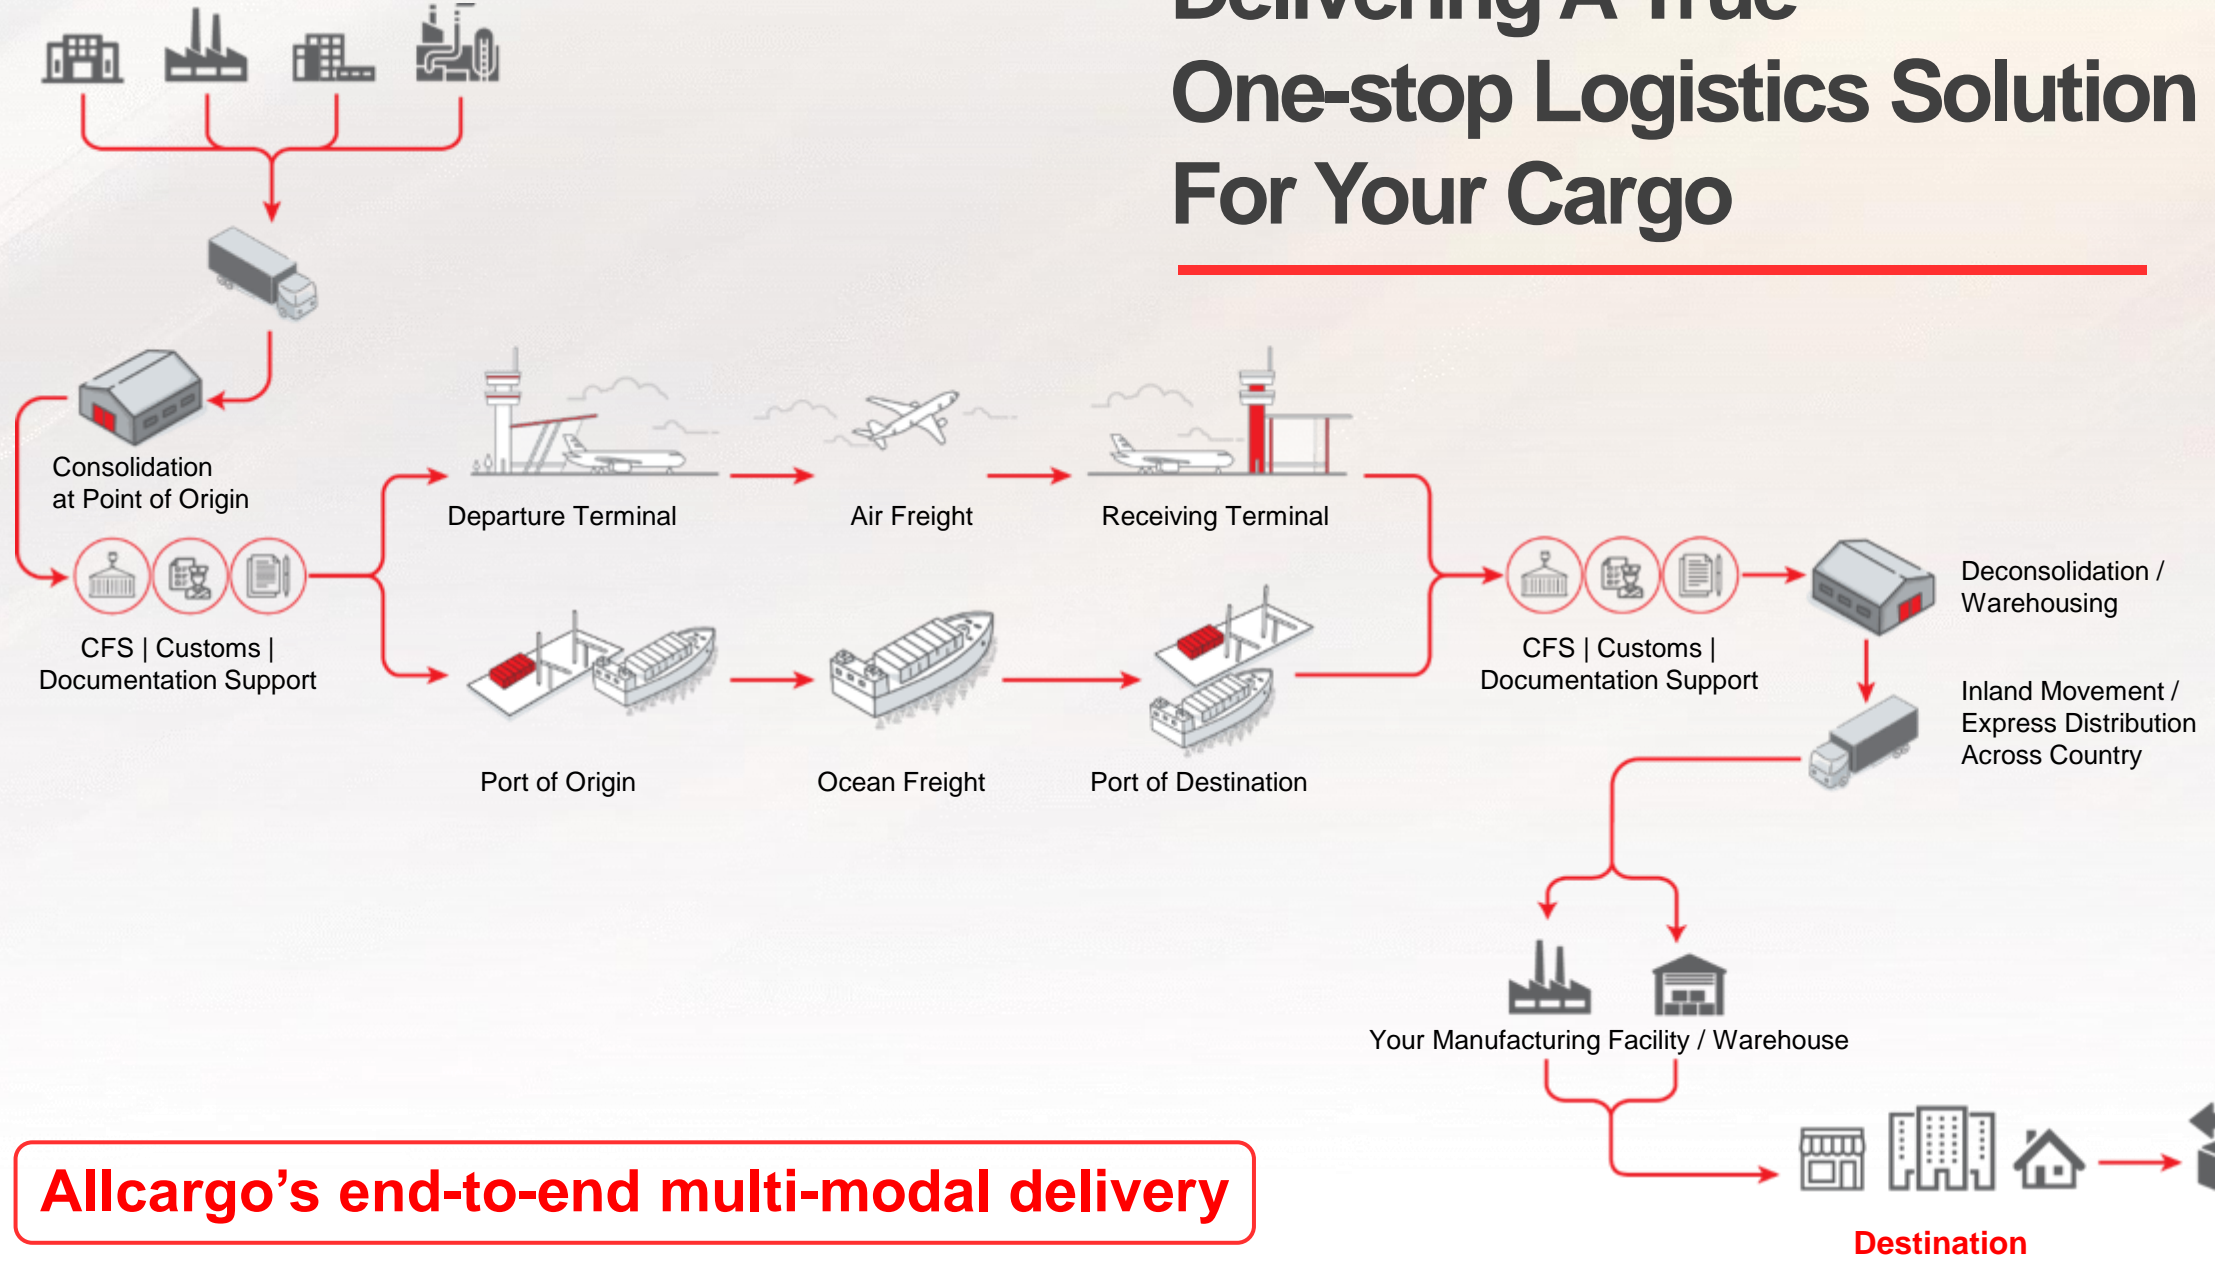 Delivering A True
One-stop Logistics Solution
For Your Cargo
Consolidation
at Point of Origin
Departure Terminal
Air Freight
Receiving Terminal
CFS | Customs |
Documentation Support
Port of Origin
Ocean Freight
Port of Destination
CFS | Customs |
Documentation Support
Deconsolidation /
Warehousing
Inland Movement /
Express Distribution
Across Country
Your Manufacturing Facility / Warehouse
Allcargo’s end-to-end multi-modal delivery
Destination